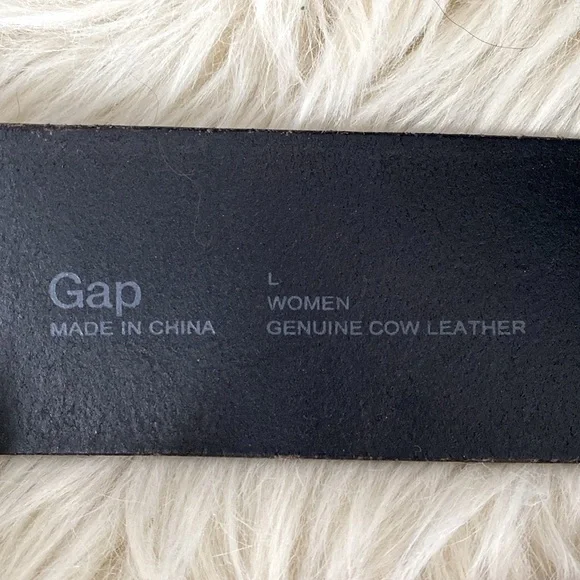 Gap
MADE IN CHINA
L
WOMEN
GENUINE COW LEATHER